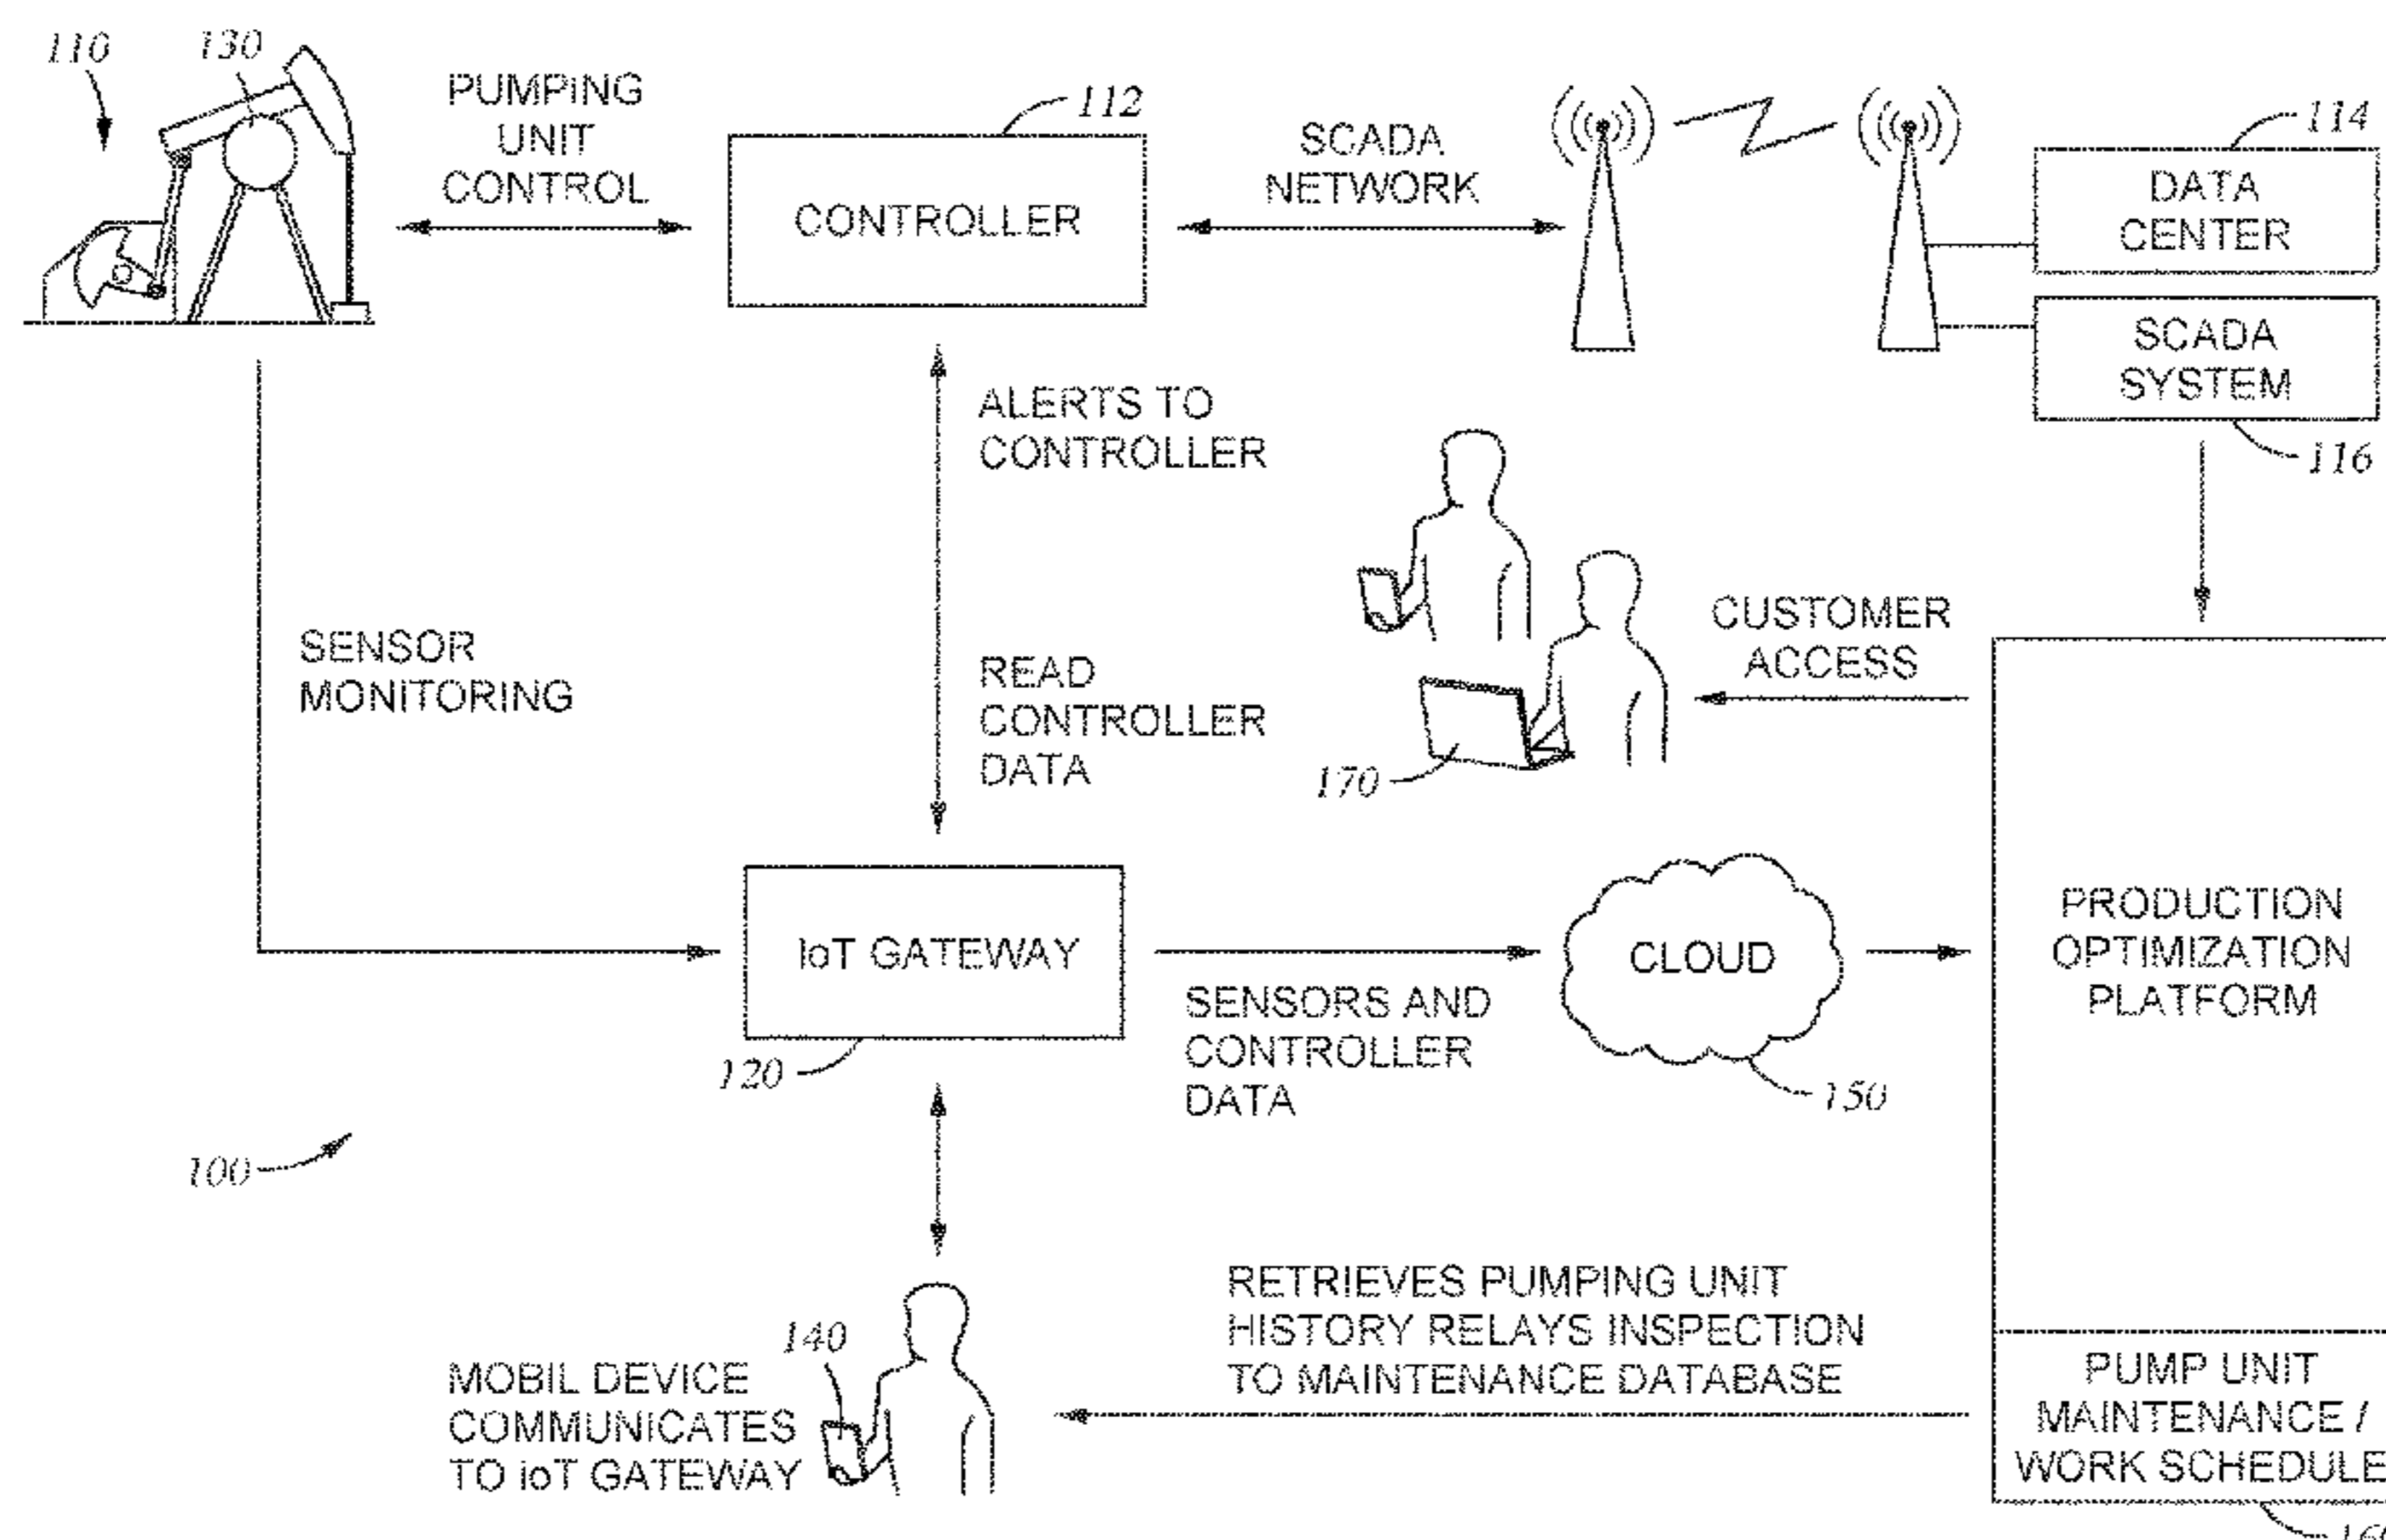 110
130
PUMPING
UNIT
CONTROL
112
CONTROLLER
SCADA
NETWORK
114
DATA
CENTER
SCADA
SYSTEM
116
ALERTS TO
CONTROLLER
SENSOR
MONITORING
READ
CONTROLLER
DATA
CUSTOMER
ACCESS
170
IoT GATEWAY
120
SENSORS AND
CONTROLLER
DATA
CLOUD
150
PRODUCTION
OPTIMIZATION
PLATFORM
100
MOBIL DEVICE
COMMUNICATES
TO ioT GATEWAY
140
RETRIEVES PUMPING UNIT
HISTORY RELAYS INSPECTION
TO MAINTENANCE DATABASE
PUMP UNIT
MAINTENANCE /
WORK SCHEDULE